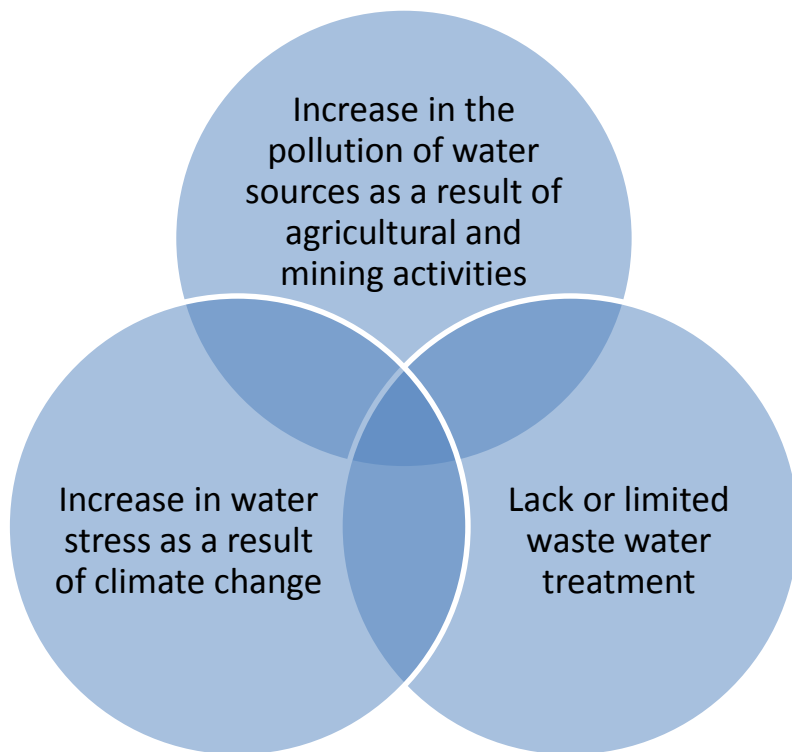 Increase in the
pollution of water
sources as a result of
agricultural and
mining activities
Increase in water
stress as a result
of climate change
Lack or limited
waste water
treatment